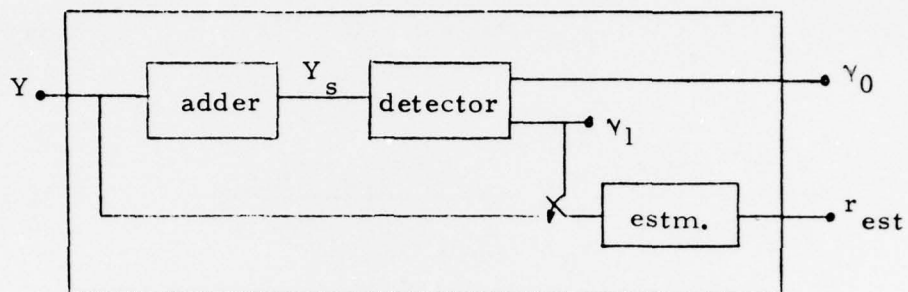 Y
adder
Y_s
detector
γ_0
γ_1
estm.
r_est